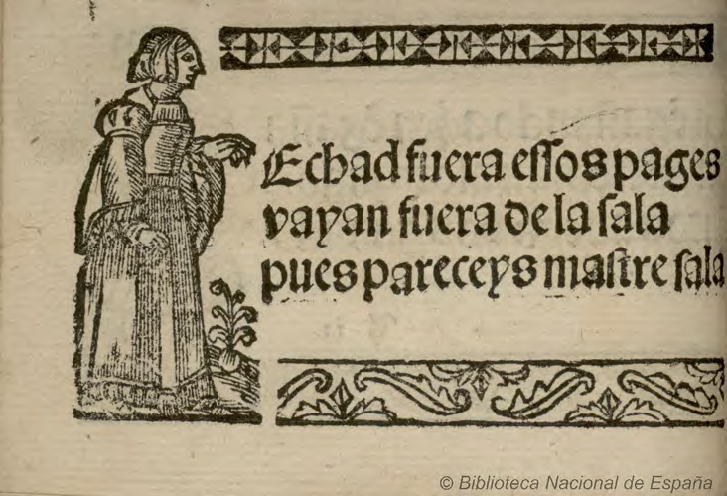 Echad fuera eſſos pages
vayan fuera de la ſala
pues pareceys maſtre ſala
© Biblioteca Nacional de España